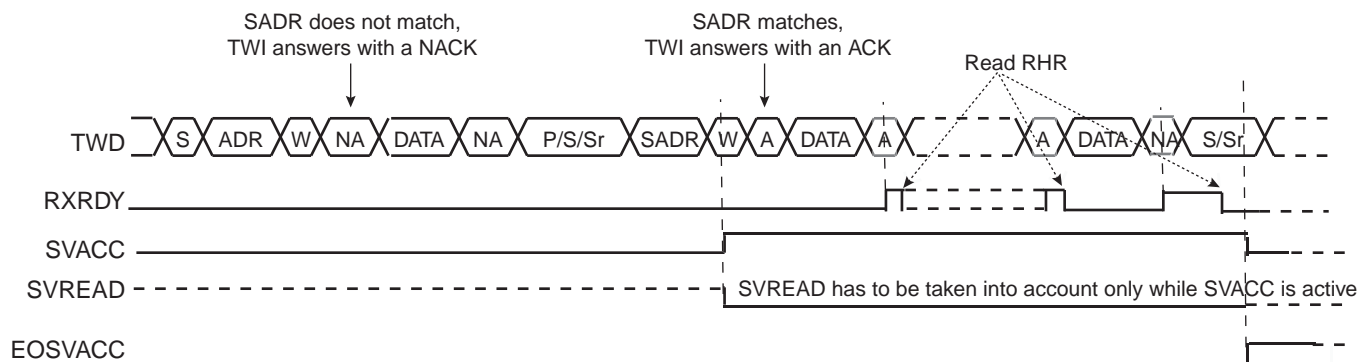 SADR does not match,
TWI answers with a NACK
SADR matches,
TWI answers with an ACK
Read RHR
TWD S ADR W NA DATA NA P/S/Sr SADR W A DATA A A DATA NA S/Sr
RXRDY
SVACC
SVREAD SVREAD has to be taken into account only while SVACC is active
EOSVACC